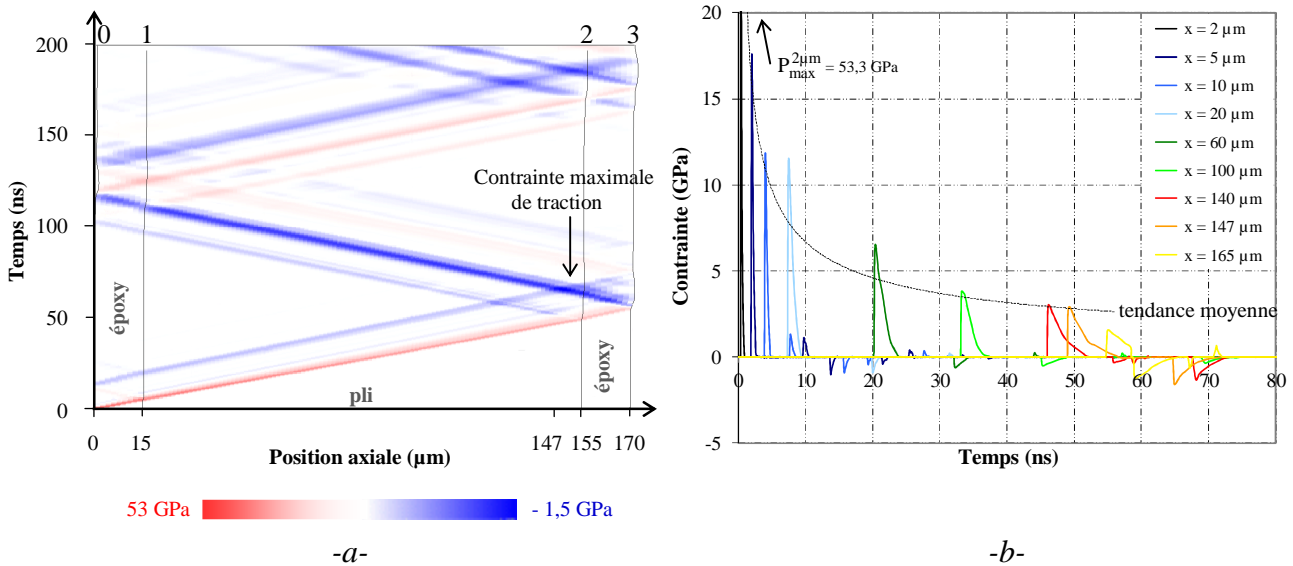 0 1 2 3
200
150
100
50
0
Temps (ns)
époxy
pli
époxy
Contrainte maximale
de traction
0 15 147 155 170
Position axiale (µm)
53 GPa
- 1,5 GPa
-a-
20
15
10
5
0
-5
Contrainte (GPa)
P max 2µm = 53,3 GPa
x = 2 µm
x = 5 µm
x = 10 µm
x = 20 µm
x = 60 µm
x = 100 µm
x = 140 µm
x = 147 µm
x = 165 µm
tendance moyenne
0 10 20 30 40 50 60 70 80
Temps (ns)
-b-